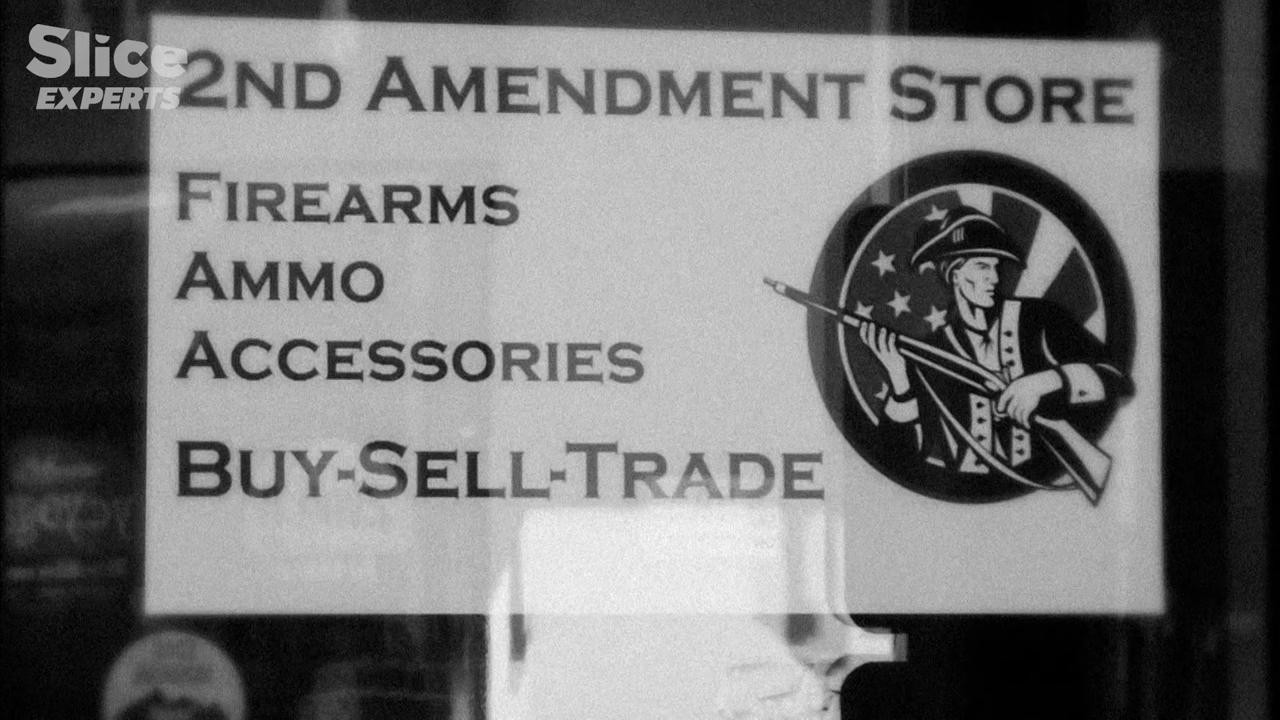 Slice
EXPERTS
2ND AMENDMENT STORE
FIREARMS
AMMO
ACCESSORIES
BUY-SELL-TRADE